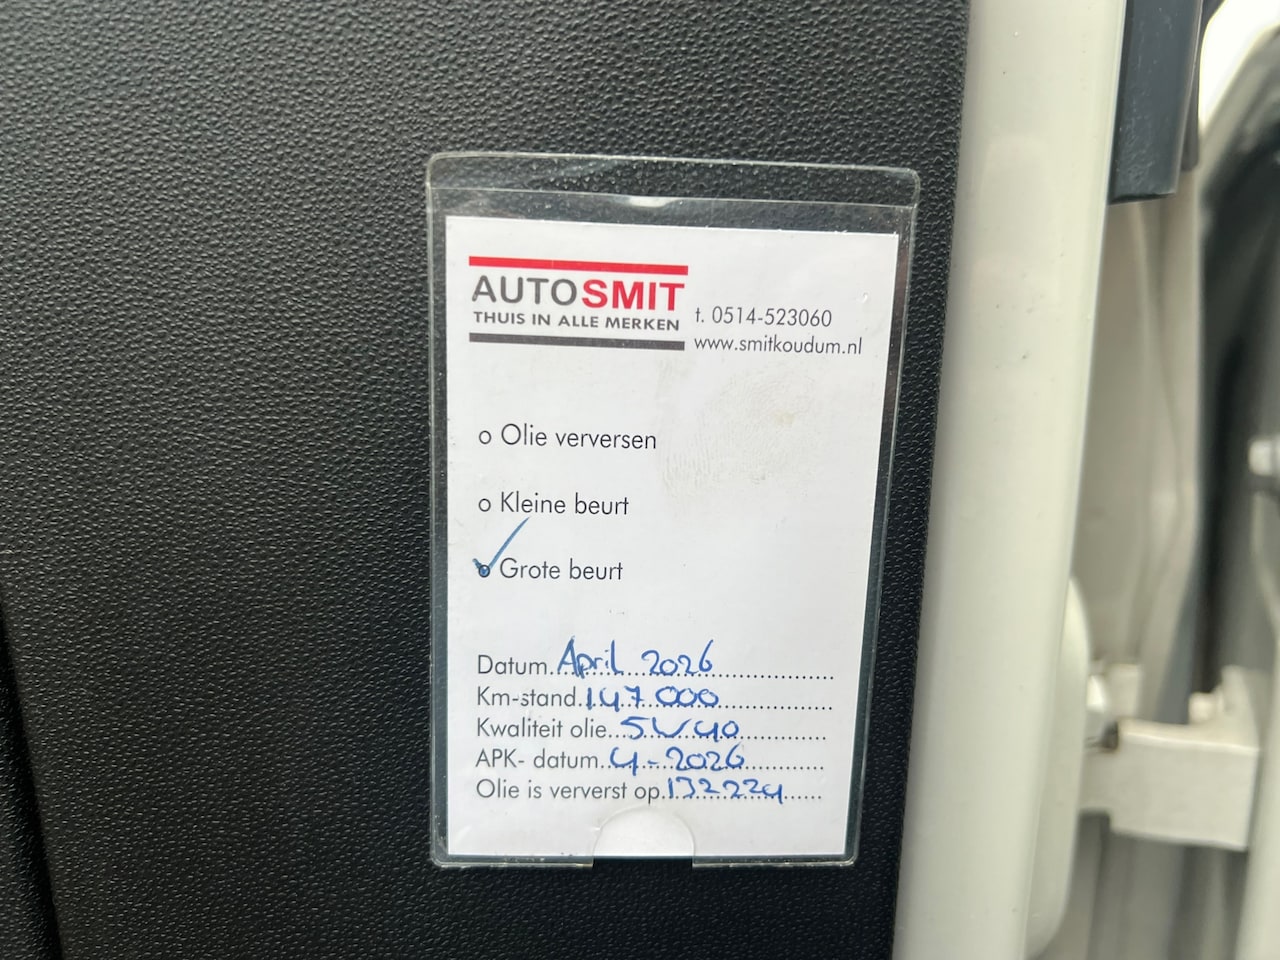 AUTOSMIT
THUIS IN ALLE MERKEN
t. 0514-523060
www.smitkoudum.nl
o Olie verversen
o Kleine beurt
o Grote beurt
Datum. April 2026
Km-stand. 147.000
Kwaliteit olie... 5W40
APK- datum. 4-2026
Olie is ververst op. 132224